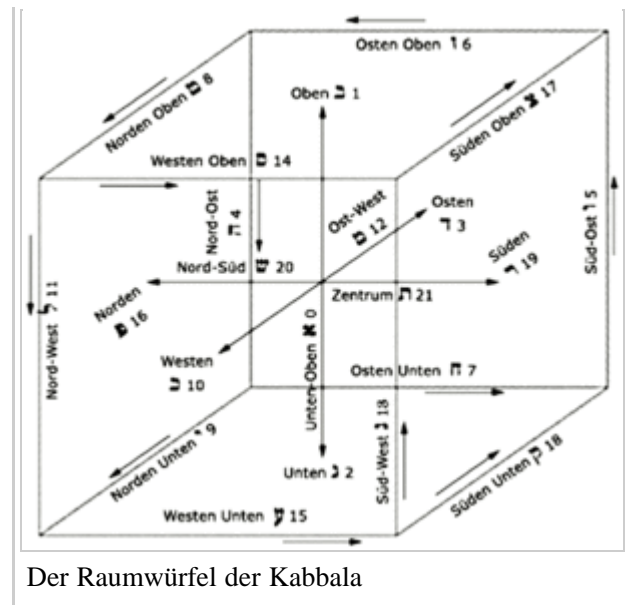 Osten Oben ז 6
Norden Oben ט 8
Oben ב 1
Süden Oben צ 17
Westen Oben ס 14
Nord-Ost ה 4
Ost-West מ 12
Osten
ד 3
Süd-Ost ו 5
Nord-Süd ש 20
Süden
ר 19
Zentrum ת 21
Nord-West ל 11
Norden
פ 16
Unten-Oben א 0
Westen
כ 10
Osten Unten ח 7
Norden Unten י 9
Unten ג 2
Süd-West נ
Süden Unten ק 18
Westen Unten ע 15
Der Raumwürfel der Kabbala